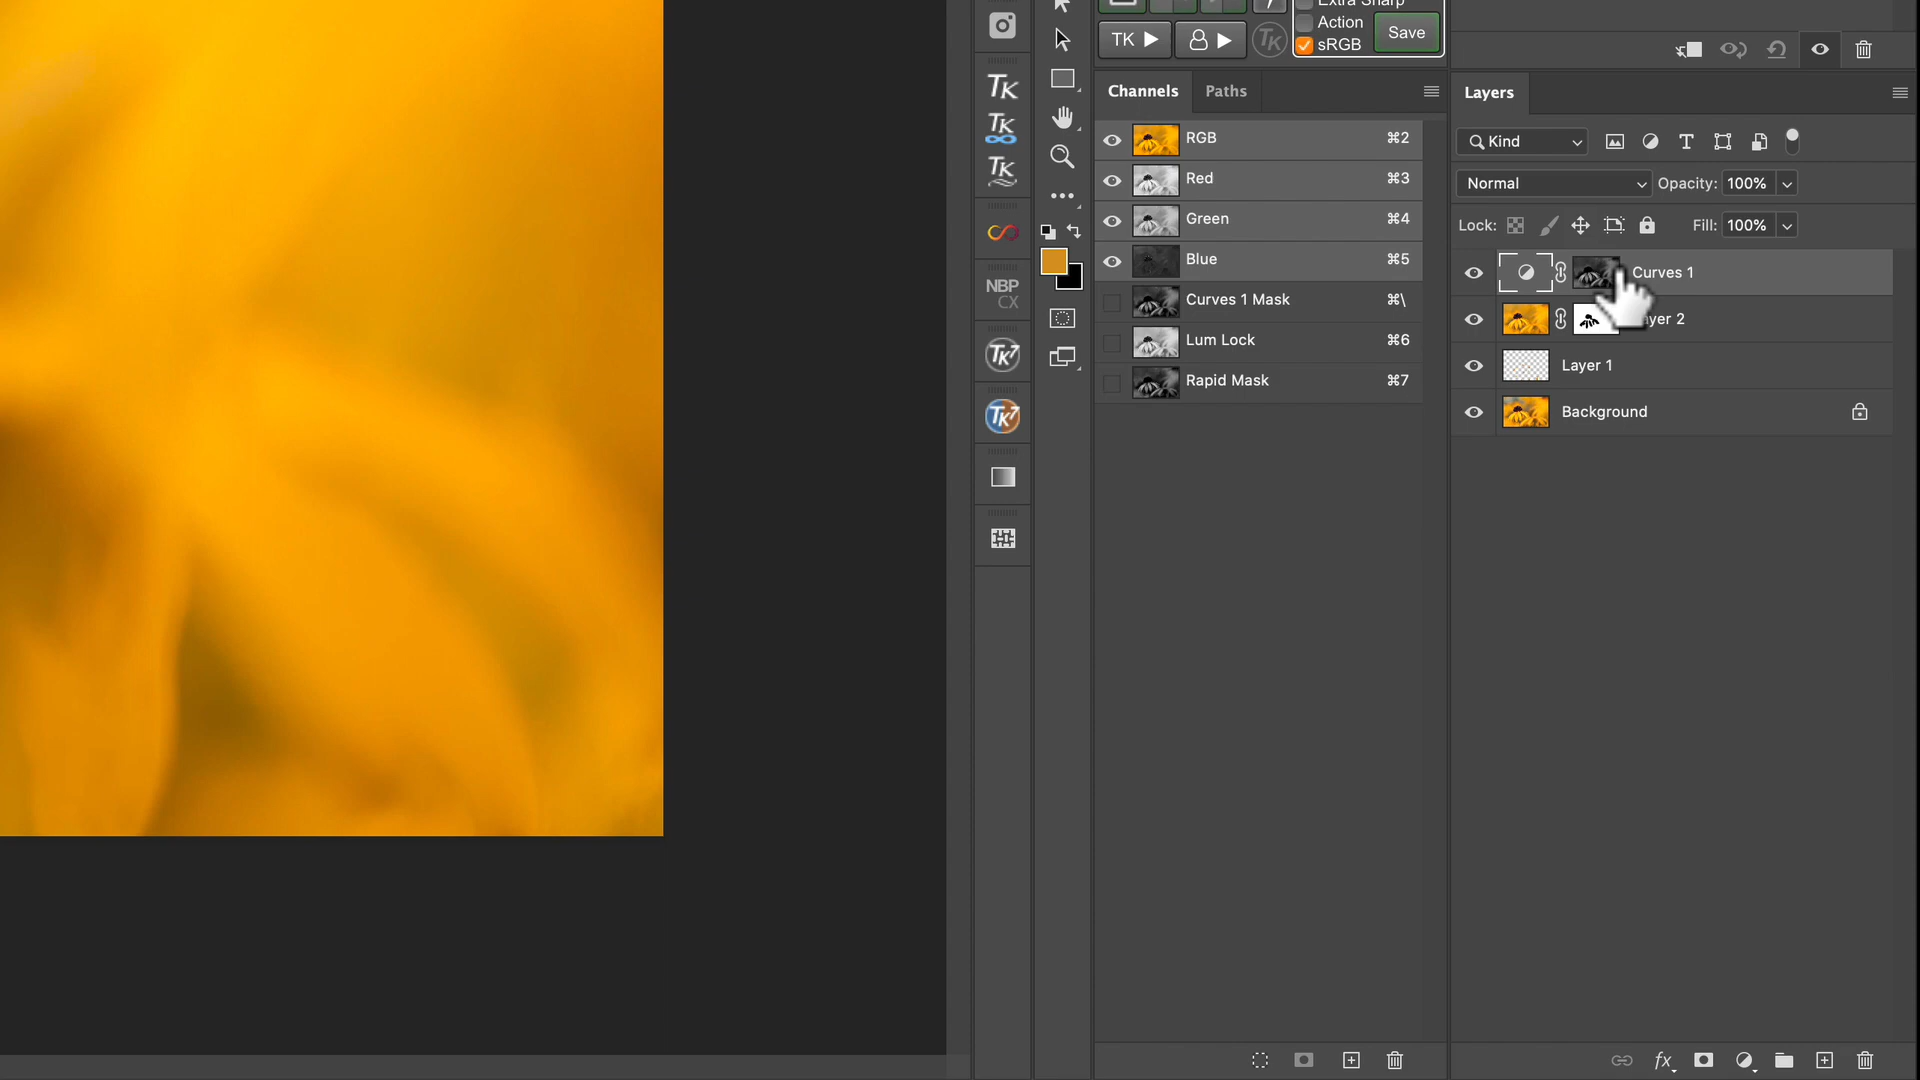 Extra Sharp
Action
sRGB
Save
TK
TK
Channels
Paths
Layers
TK
TK
TK
NBP
CX
TK7
TK7
RGB ⌘2
Red ⌘3
Green ⌘4
Blue ⌘5
Curves 1 Mask ⌘\
Lum Lock ⌘6
Rapid Mask ⌘7
Kind
Normal
Opacity: 100%
Lock:
Fill: 100%
Curves 1
yer 2
Layer 1
Background
fx